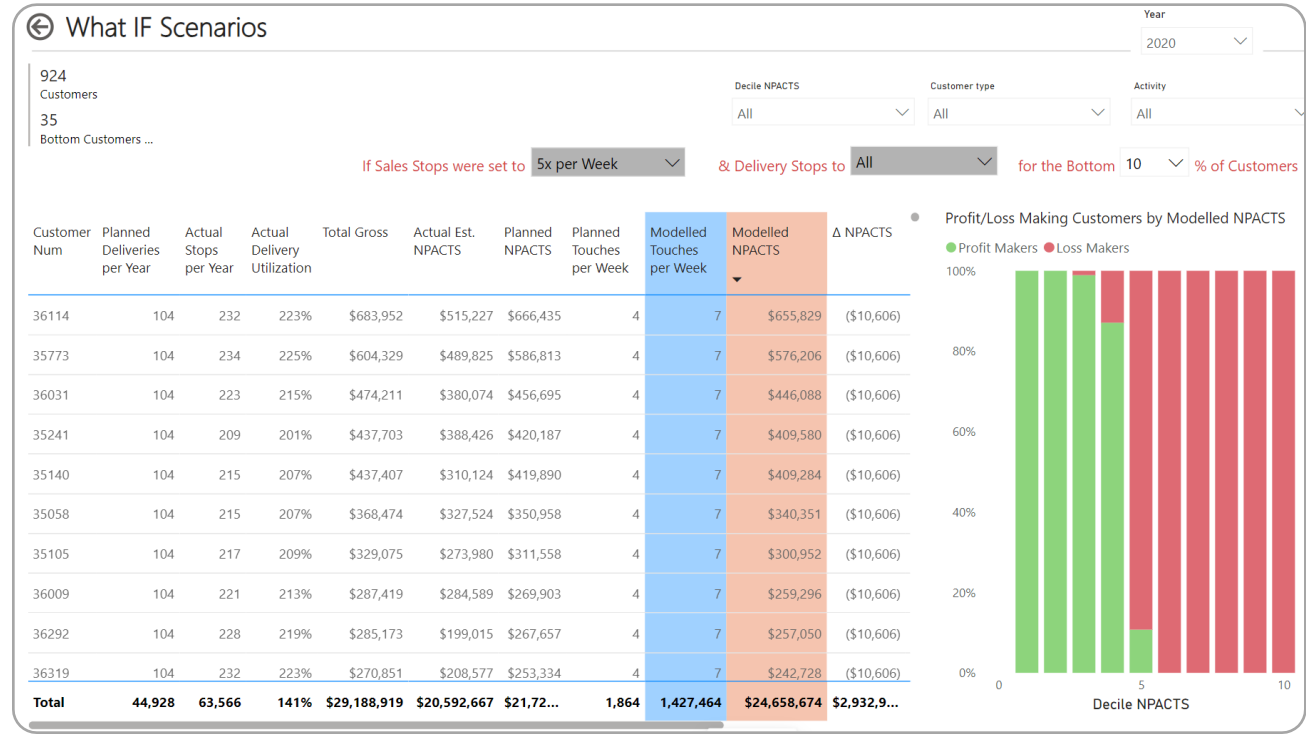 What IF Scenarios
Year
2020
924
Customers
35
Bottom Customers ...
Decile NPACTS
All
Customer type
All
Activity
All
If Sales Stops were set to 5x per Week & Delivery Stops to All for the Bottom 10 % of Customers
Customer Num Planned Deliveries per Year Actual Stops per Year Actual Delivery Utilization Total Gross Actual Est. NPACTS Planned NPACTS Planned Touches per Week Modelled Touches per Week Modelled NPACTS Δ NPACTS
36114 104 232 223% $683,952 $515,227 $666,435 4 7 $655,829 ($10,606)
35773 104 234 225% $604,329 $489,825 $586,813 4 7 $576,206 ($10,606)
36031 104 223 215% $474,211 $380,074 $456,695 4 7 $446,088 ($10,606)
35241 104 209 201% $437,703 $388,426 $420,187 4 7 $409,580 ($10,606)
35140 104 215 207% $437,407 $310,124 $419,890 4 7 $409,284 ($10,606)
35058 104 215 207% $368,474 $327,524 $350,958 4 7 $340,351 ($10,606)
35105 104 217 209% $329,075 $273,980 $311,558 4 7 $300,952 ($10,606)
36009 104 221 213% $287,419 $284,589 $269,903 4 7 $259,296 ($10,606)
36292 104 228 219% $285,173 $199,015 $267,657 4 7 $257,050 ($10,606)
36319 104 232 223% $270,851 $208,577 $253,334 4 7 $242,728 ($10,606)
Total 44,928 63,566 141% $29,188,919 $20,592,667 $21,72... 1,864 1,427,464 $24,658,674 $2,932,9...
Profit/Loss Making Customers by Modelled NPACTS
Profit Makers Loss Makers
100%
80%
60%
40%
20%
0%
0 5 10
Decile NPACTS